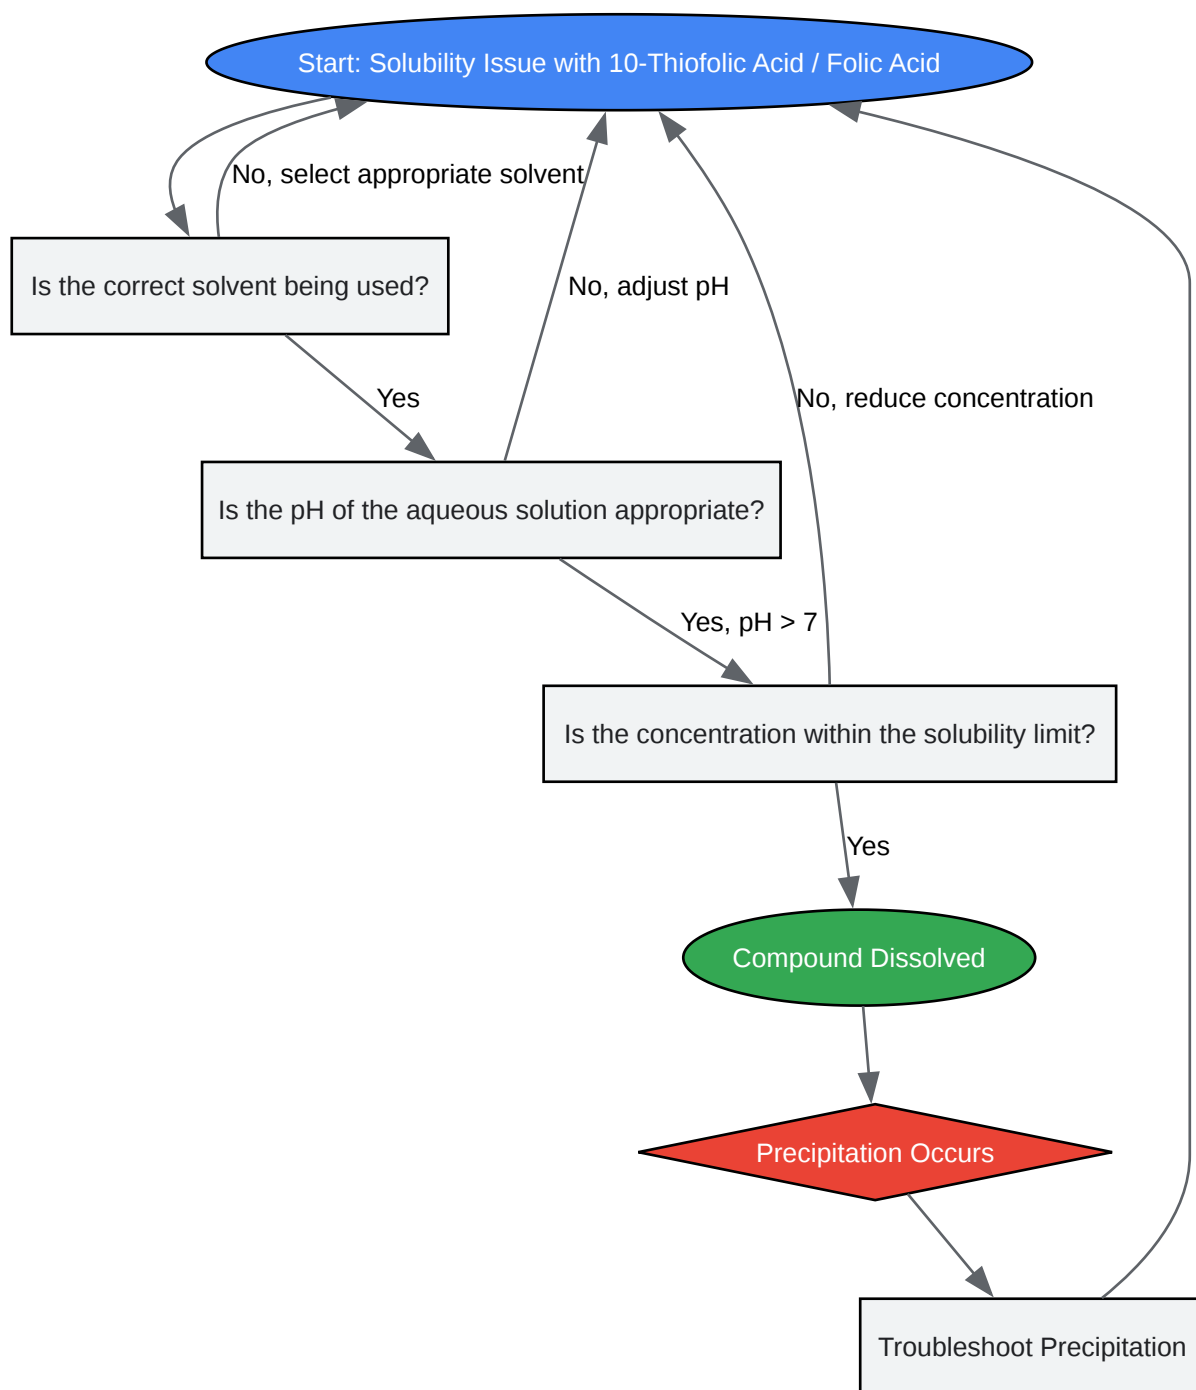 Start: Solubility Issue with 10-Thiofolic Acid / Folic Acid
No, select appropriate solvent
Is the correct solvent being used?
No, adjust pH
Yes
No, reduce concentration
Is the pH of the aqueous solution appropriate?
Yes, pH > 7
Is the concentration within the solubility limit?
Yes
Compound Dissolved
Precipitation Occurs
Troubleshoot Precipitation